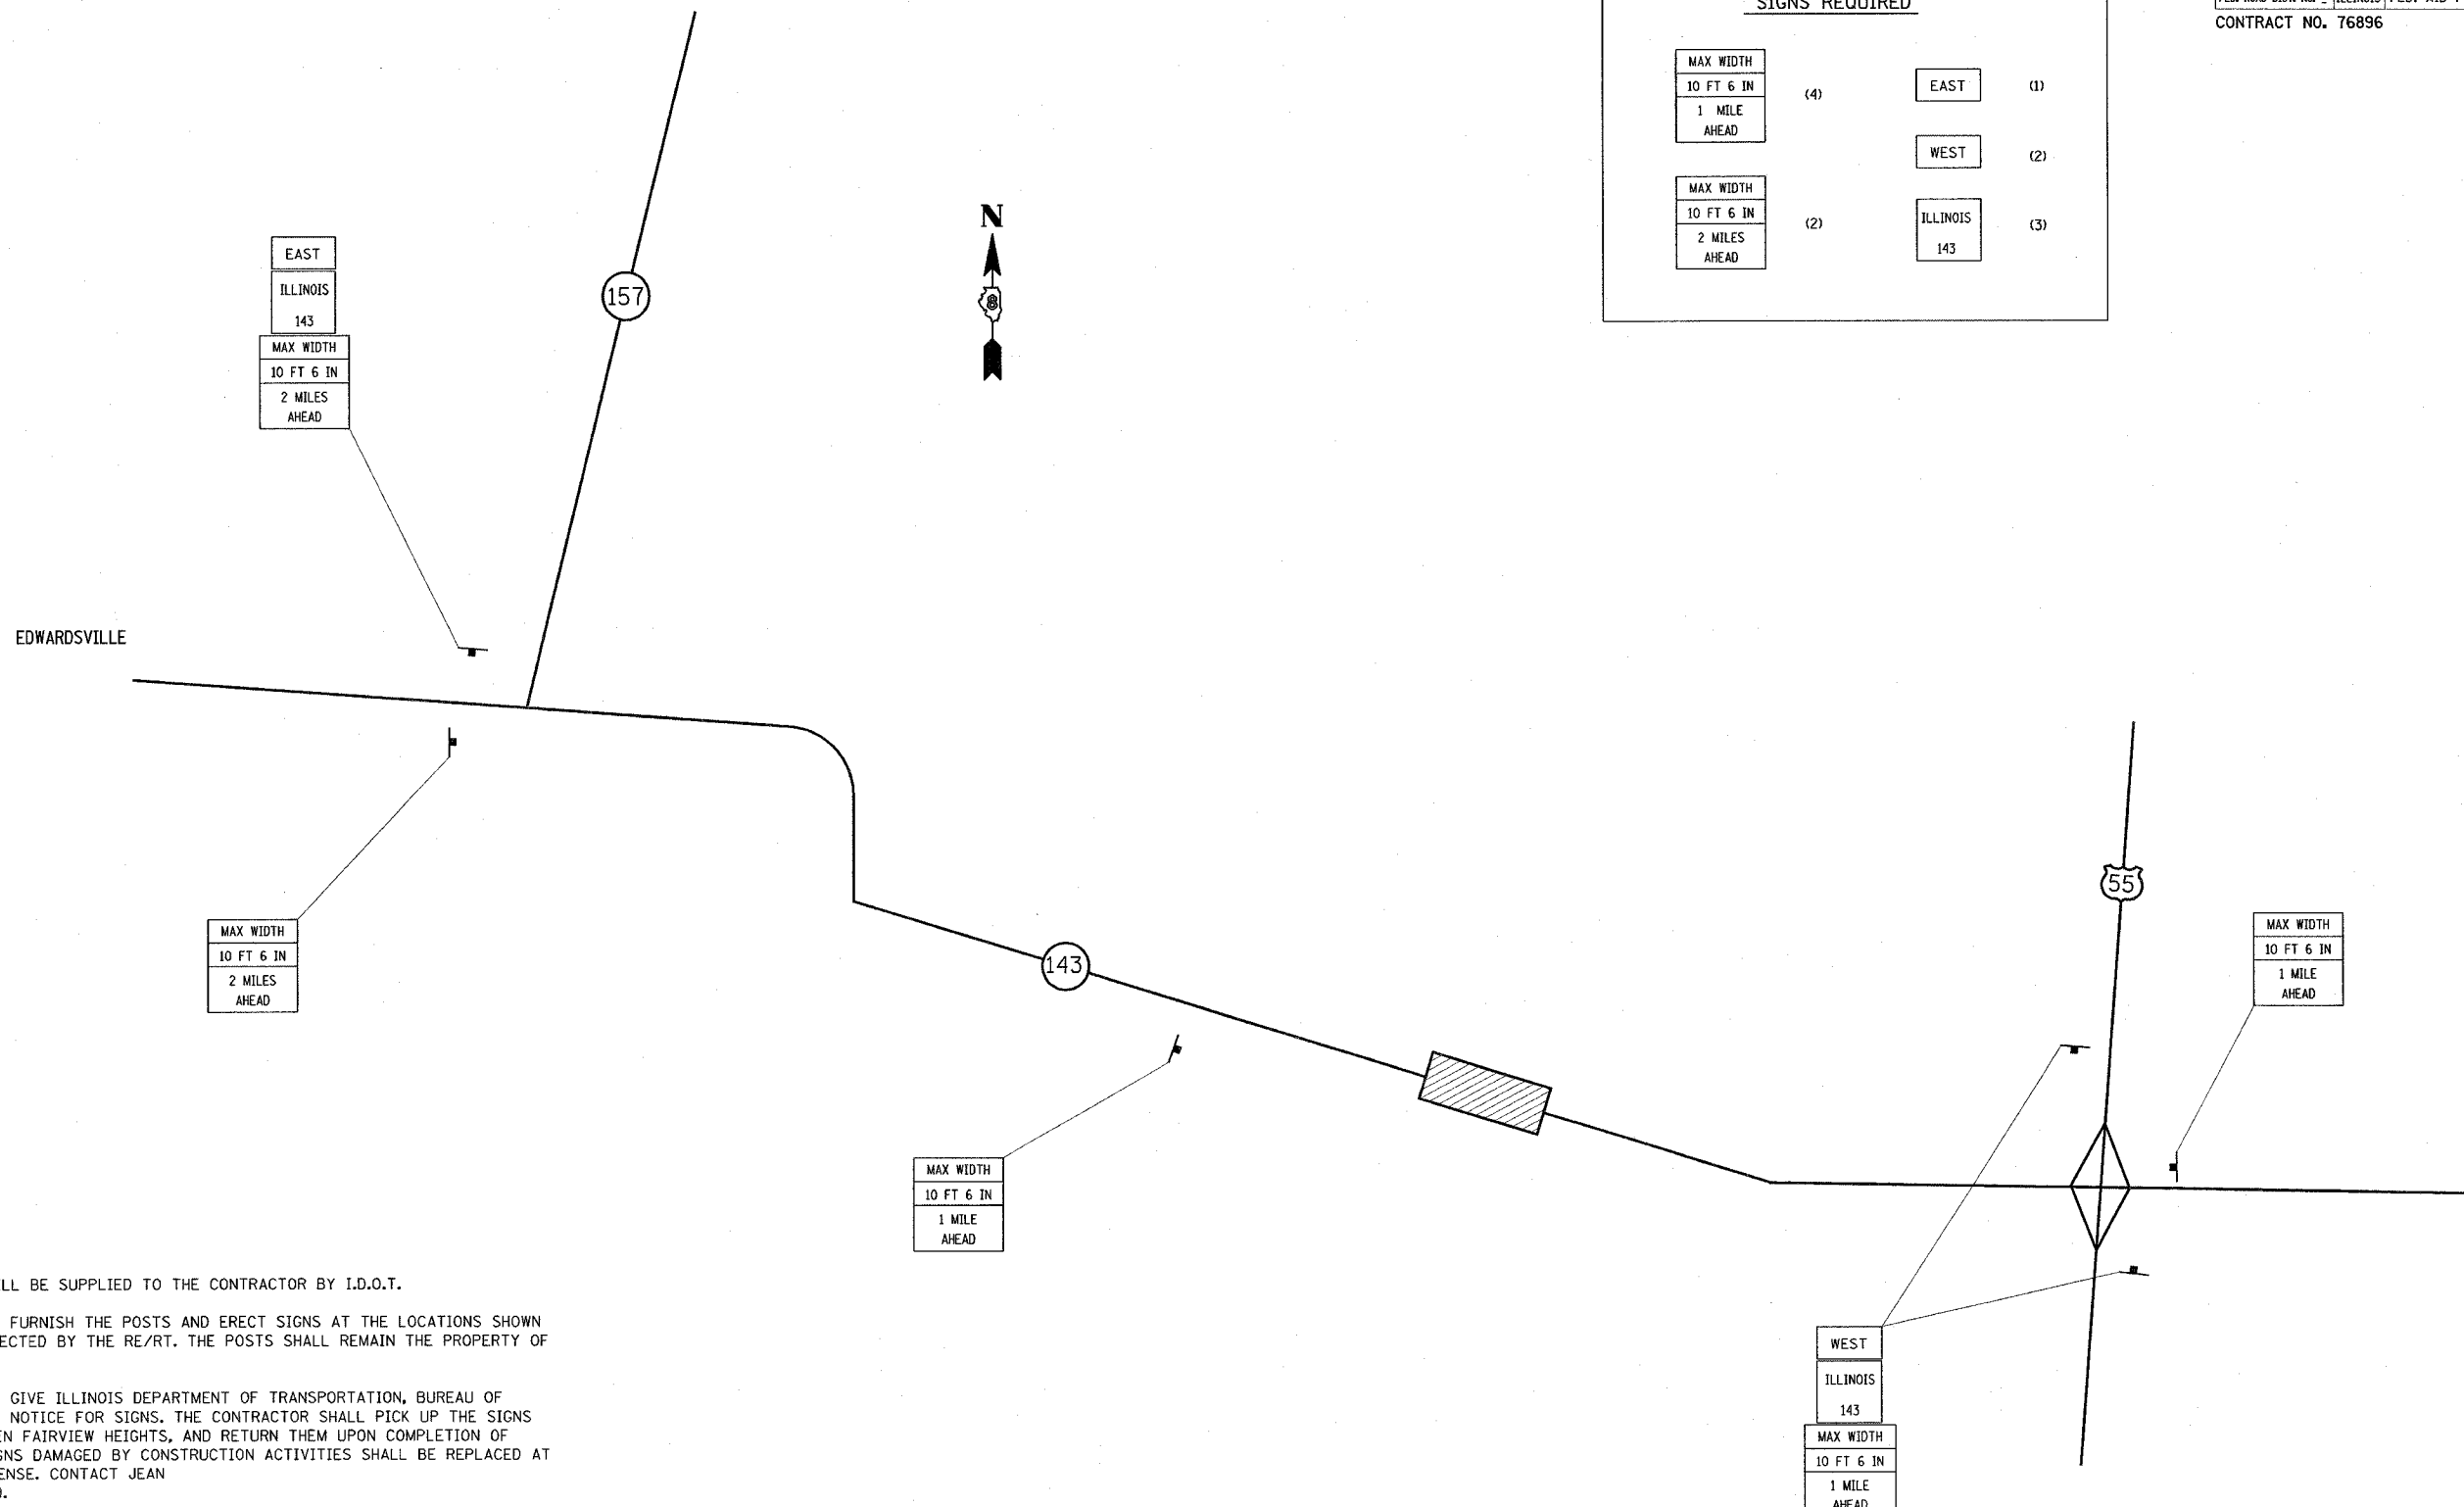 SIGNS REQUIRED
CONTRACT NO. 76896
MAX WIDTH
10 FT 6 IN
1 MILE
AHEAD
(4)
EAST
(1)
WEST
(2)
MAX WIDTH
10 FT 6 IN
2 MILES
AHEAD
(2)
ILLINOIS
143
(3)
N
8
EAST
ILLINOIS
143
MAX WIDTH
10 FT 6 IN
2 MILES
AHEAD
157
EDWARDSVILLE
MAX WIDTH
10 FT 6 IN
2 MILES
AHEAD
143
55
MAX WIDTH
10 FT 6 IN
1 MILE
AHEAD
MAX WIDTH
10 FT 6 IN
1 MILE
AHEAD
WEST
ILLINOIS
143
MAX WIDTH
10 FT 6 IN
1 MILE
AHEAD
LL BE SUPPLIED TO THE CONTRACTOR BY I.D.O.T.
FURNISH THE POSTS AND ERECT SIGNS AT THE LOCATIONS SHOWN
ECTED BY THE RE/RT. THE POSTS SHALL REMAIN THE PROPERTY OF
GIVE ILLINOIS DEPARTMENT OF TRANSPORTATION, BUREAU OF
NOTICE FOR SIGNS. THE CONTRACTOR SHALL PICK UP THE SIGNS
EN FAIRVIEW HEIGHTS, AND RETURN THEM UPON COMPLETION OF
GNS DAMAGED BY CONSTRUCTION ACTIVITIES SHALL BE REPLACED AT
ENSE. CONTACT JEAN